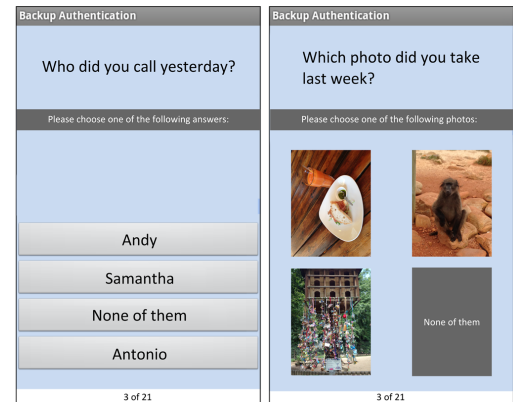 Backup Authentication
Who did you call yesterday?
Please choose one of the following answers:
Andy
Samantha
None of them
Antonio
3 of 21
Backup Authentication
Which photo did you take
last week?
Please choose one of the following photos:
None of them
3 of 21